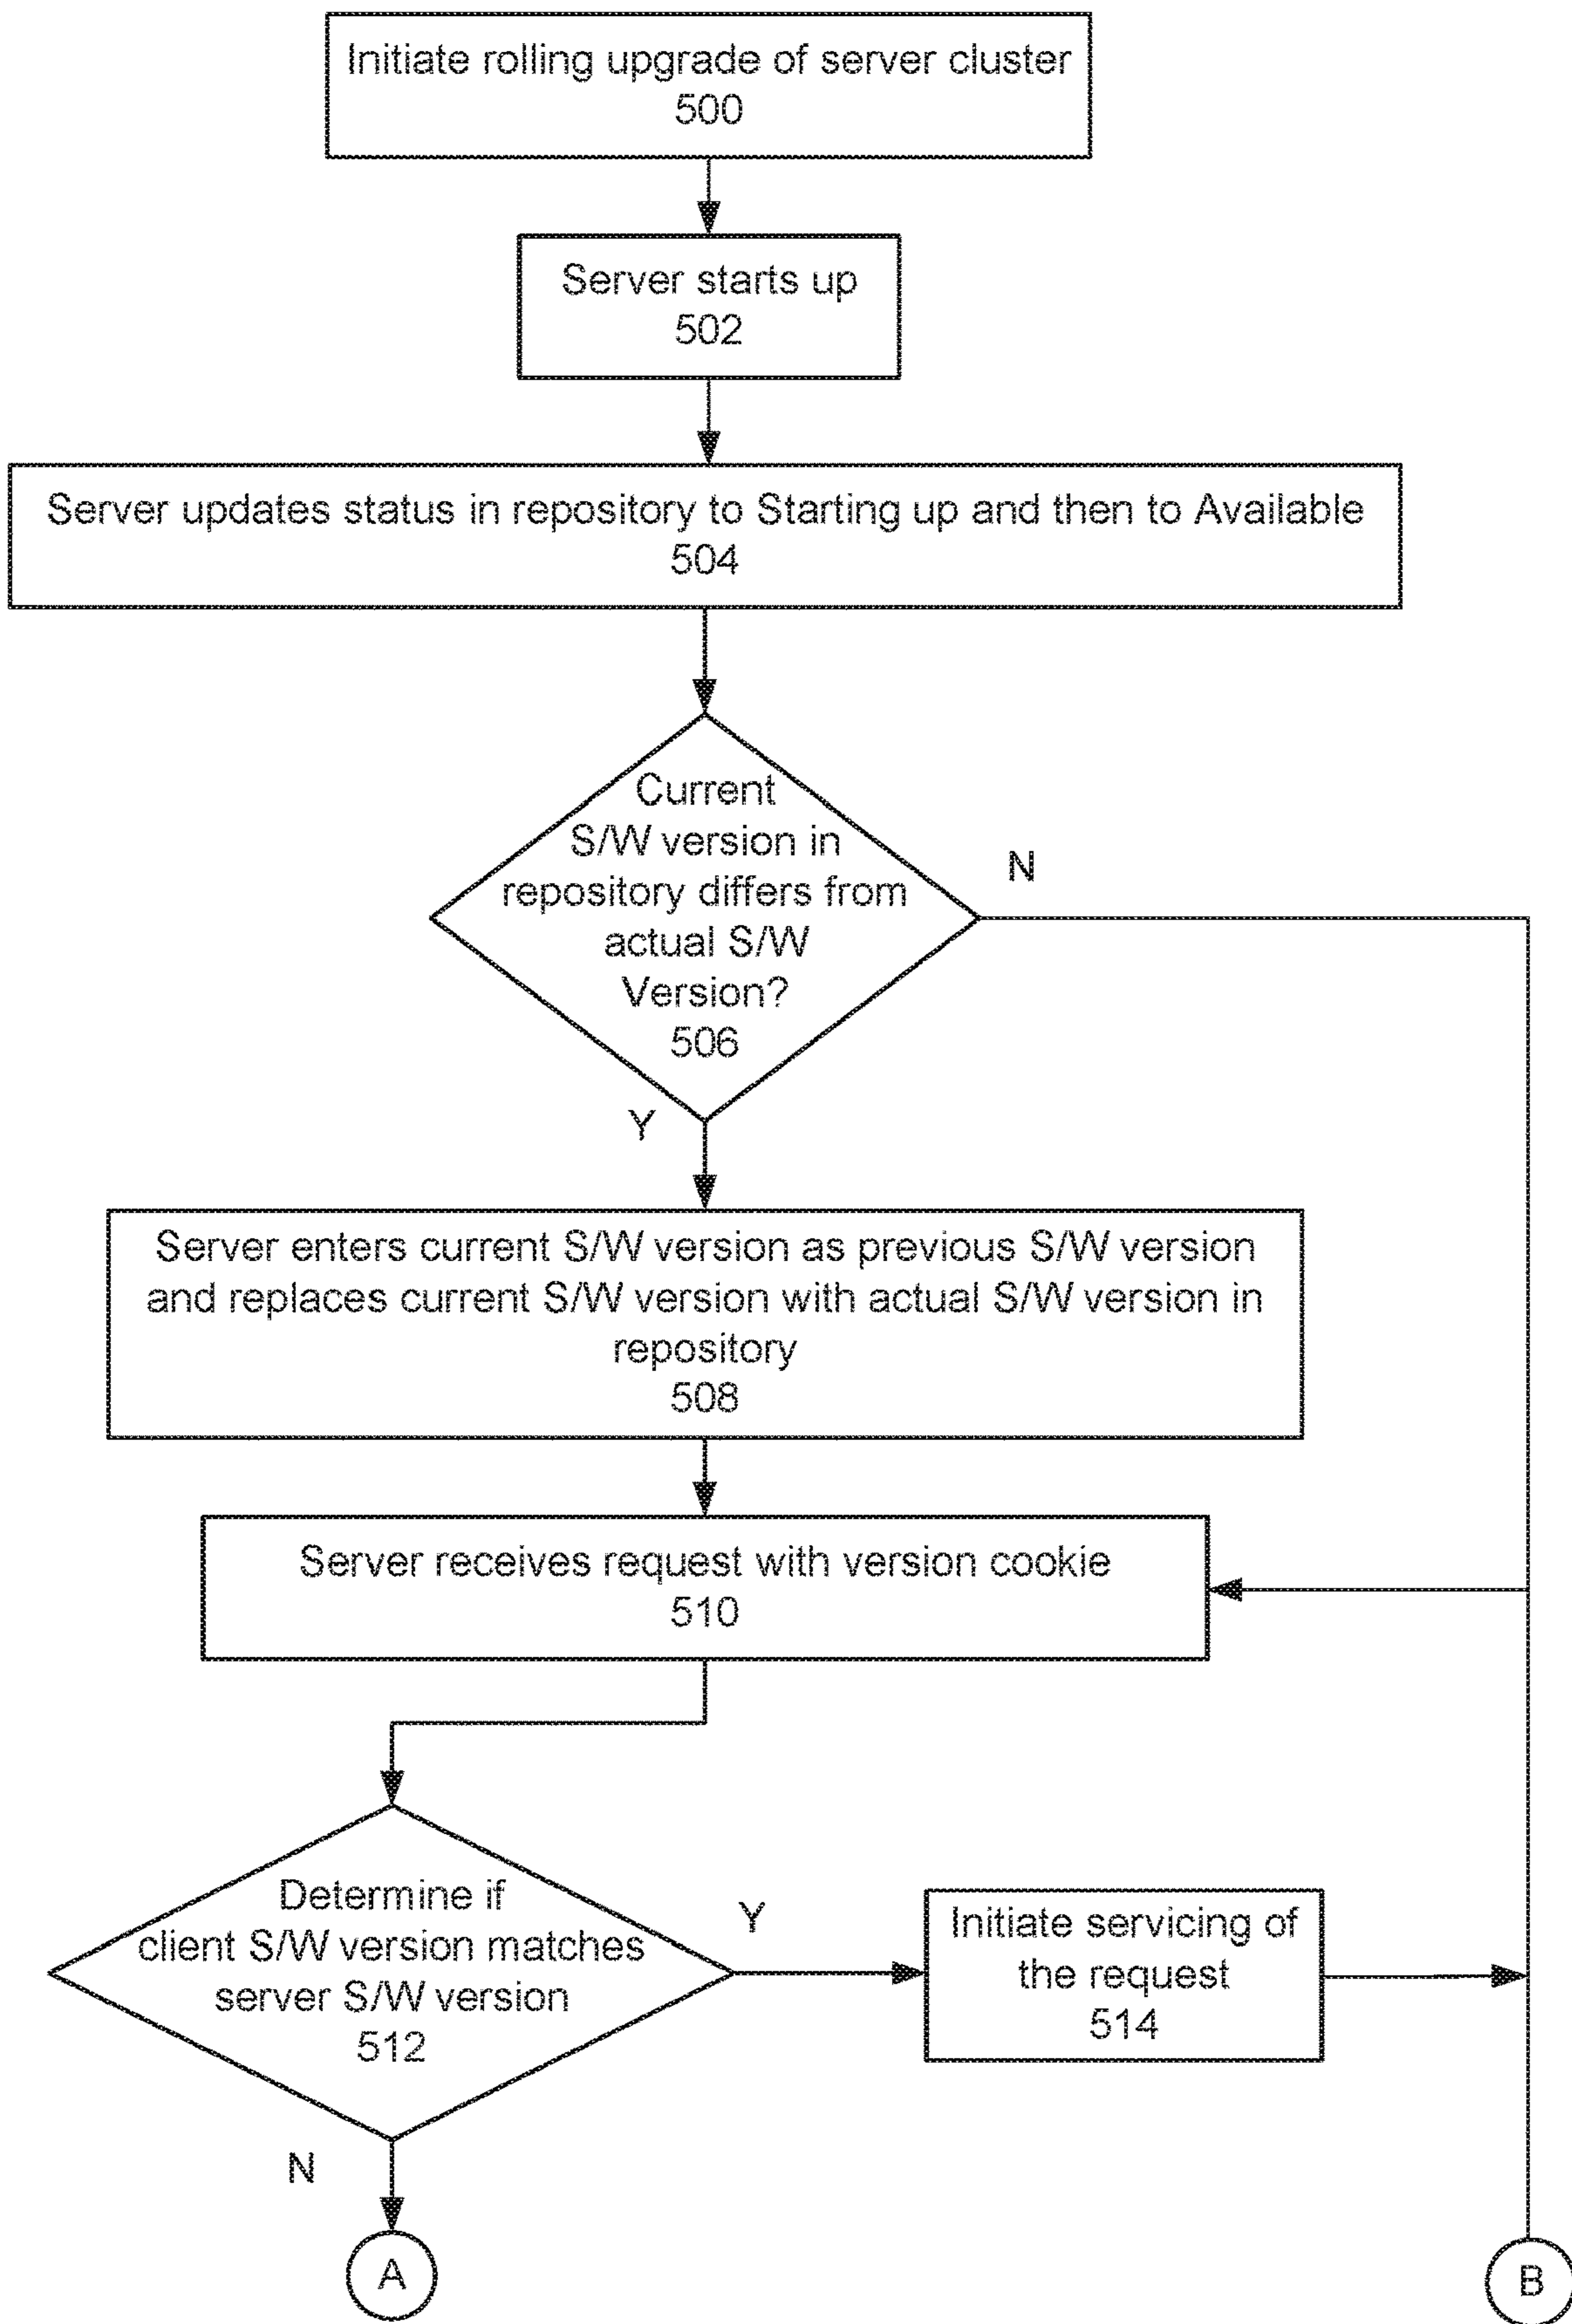 Initiate rolling upgrade of server cluster
500
Server starts up
502
Server updates status in repository to Starting up and then to Available
504
Current
S/W version in
repository differs from
actual S/W
Version?
506
N
Y
Server enters current S/W version as previous S/W version
and replaces current S/W version with actual S/W version in
repository
508
Server receives request with version cookie
510
Determine if
client S/W version matches
server S/W version
512
Y
Initiate servicing of
the request
514
N
A
B